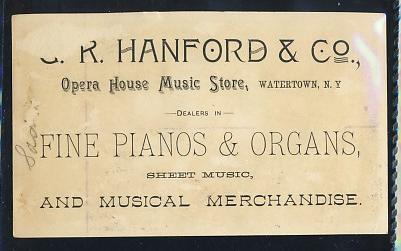 R. HANFORD & Co.,
Opera House Music Store, WATERTOWN, N. Y
—DEALERS IN—
FINE PIANOS & ORGANS,
SHEET MUSIC,
AND MUSICAL MERCHANDISE.